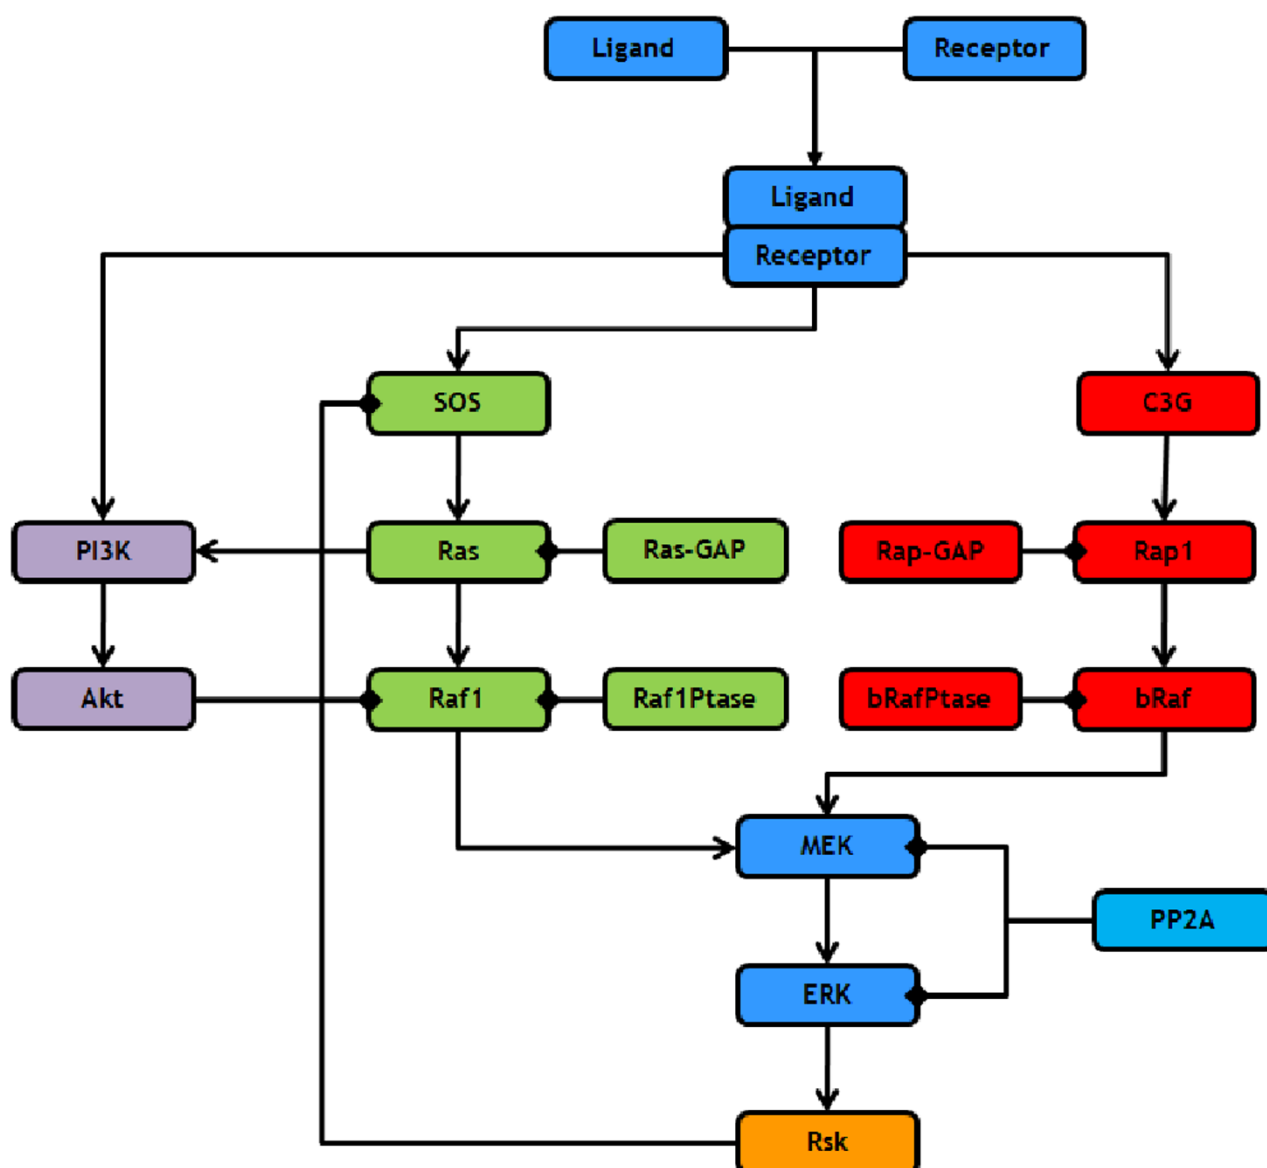 Ligand
Receptor
Ligand
Receptor
SOS
C3G
PI3K
Ras
Ras-GAP
Rap-GAP
Rap1
Akt
Raf1
Raf1Ptase
bRafPtase
bRaf
MEK
PP2A
ERK
Rsk